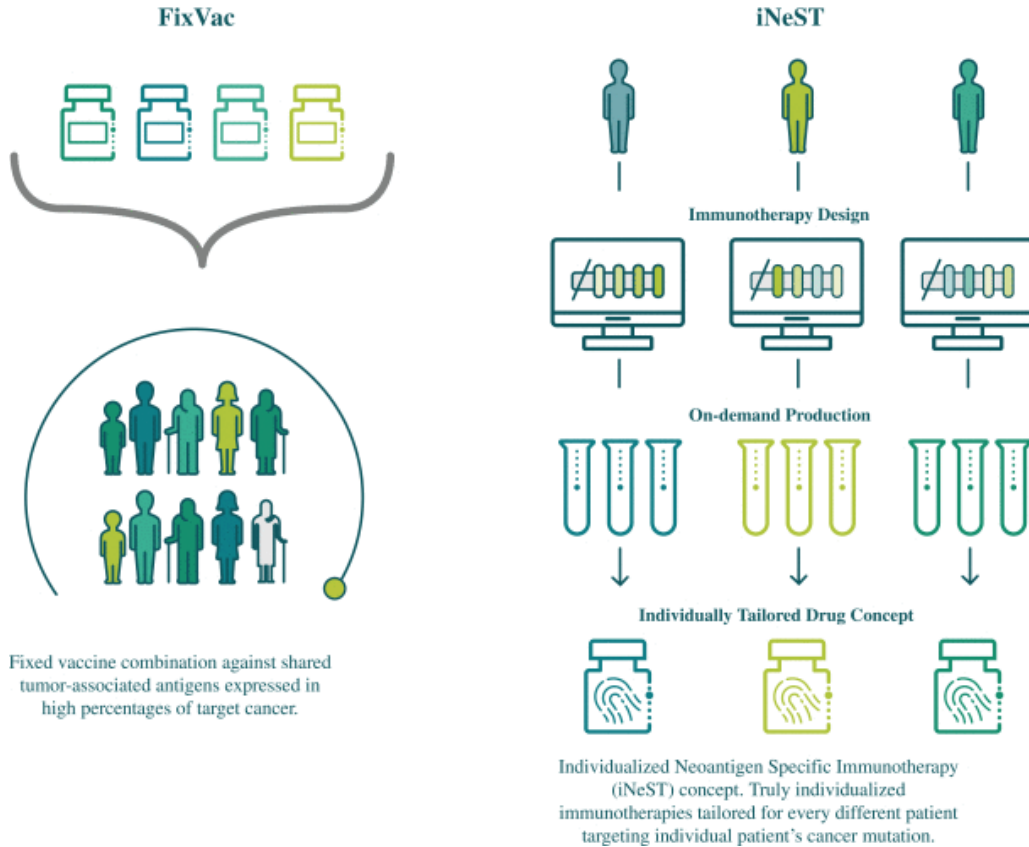 FixVac
Fixed vaccine combination against shared
tumor-associated antigens expressed in
high percentages of target cancer.
iNeST
Immunotherapy Design
On-demand Production
Individually Tailored Drug Concept
Individualized Neoantigen Specific Immunotherapy
(iNeST) concept. Truly individualized
immunotherapies tailored for every different patient
targeting individual patient's cancer mutation.